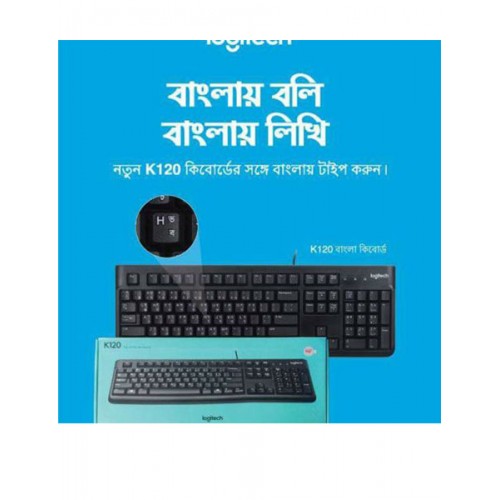 logitech
বাংলায় বলি
বাংলায় লিখি
নতুন K120 কিবোর্ডের সঙ্গে বাংলায় টাইপ করুন।
H ভ
ব
K120 বাংলা কিবোর্ড
logitech
K120
logitech